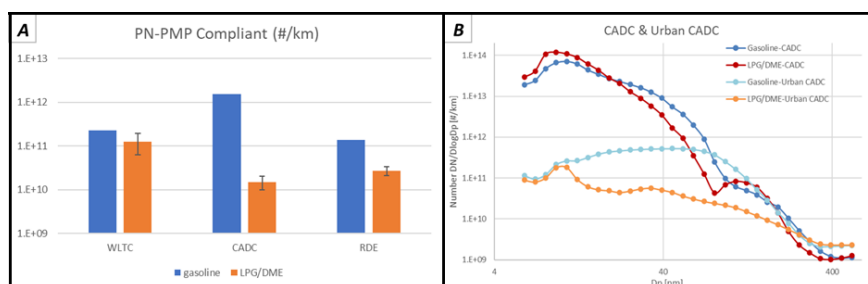 A
PN-PMP Compliant (#/km)
1.E+13
1.E+12
1.E+11
1.E+10
1.E+09
WLTC CADC RDE
gasoline LPG/DME
B
CADC & Urban CADC
Number DN/DlogDp [#/km]
1.E+14
1.E+13
1.E+12
1.E+11
1.E+10
1.E+09
4 40 400
Dp [nm]
Gasoline-CADC
LPG/DME-CADC
Gasoline-Urban CADC
LPG/DME-Urban CADC